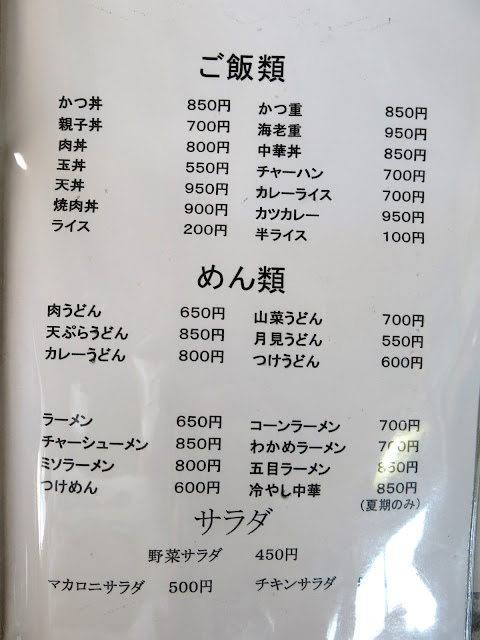 ご飯類
かつ丼 850円 かつ重 850円
親子丼 700円 海老重 950円
肉丼 800円 中華丼 850円
玉丼 550円 チャーハン 700円
天丼 950円 カレーライス 700円
焼肉丼 900円 カツカレー 950円
ライス 200円 半ライス 100円
めん類
肉うどん 650円 山菜うどん 700円
天ぷらうどん 850円 月見うどん 550円
カレーうどん 800円 つけうどん 600円
ラーメン 650円 コーンラーメン 700円
チャーシューメン 850円 わかめラーメン 700円
ミソラーメン 800円 五目ラーメン 850円
つけめん 600円 冷やし中華 850円
(夏期のみ)
サラダ
野菜サラダ 450円
マカロニサラダ 500円 チキンサラダ